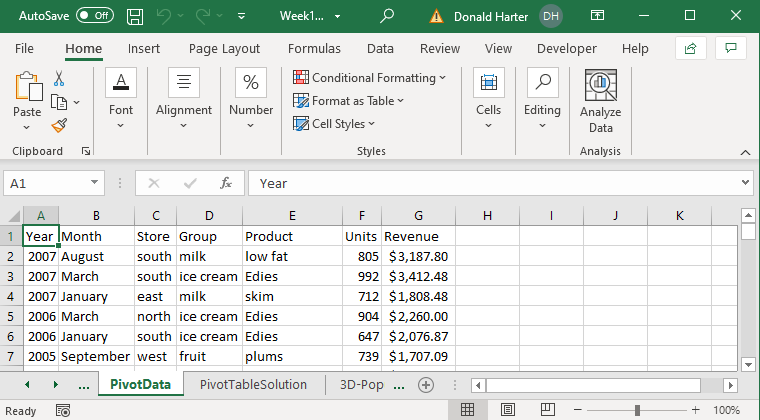 AutoSave Off Week1... Donald Harter DH
File Home Insert Page Layout Formulas Data Review View Developer Help
Paste Font Alignment % Number Conditional Formatting Format as Table Cell Styles Cells Editing Analyze Data
Clipboard Styles Analysis
A1 fx Year
A B C D E F G H I J K
1 Year Month Store Group Product Units Revenue
2 2007 August south milk low fat 805 $3,187.80
3 2007 March south ice cream Edies 992 $3,412.48
4 2007 January east milk skim 712 $1,808.48
5 2006 March north ice cream Edies 904 $2,260.00
6 2006 January south ice cream Edies 647 $2,076.87
7 2005 September west fruit plums 739 $1,707.09
... PivotData PivotTableSolution 3D-Pop ...
Ready 100%